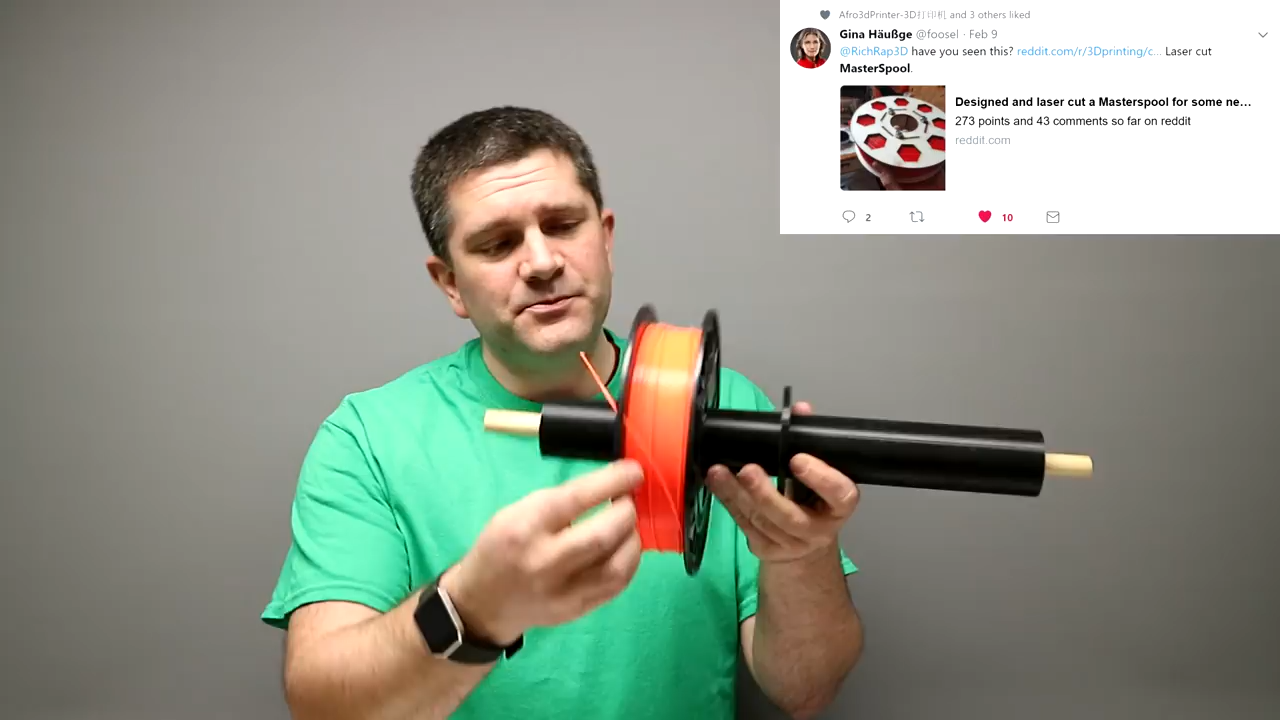 Afro3dPrinter-3D打印机 and 3 others liked
Gina Häußge @foosel · Feb 9
@RichRap3D have you seen this? reddit.com/r/3Dprinting/c... Laser cut
MasterSpool.
Designed and laser cut a Masterspool for some ne...
273 points and 43 comments so far on reddit
reddit.com
2
10